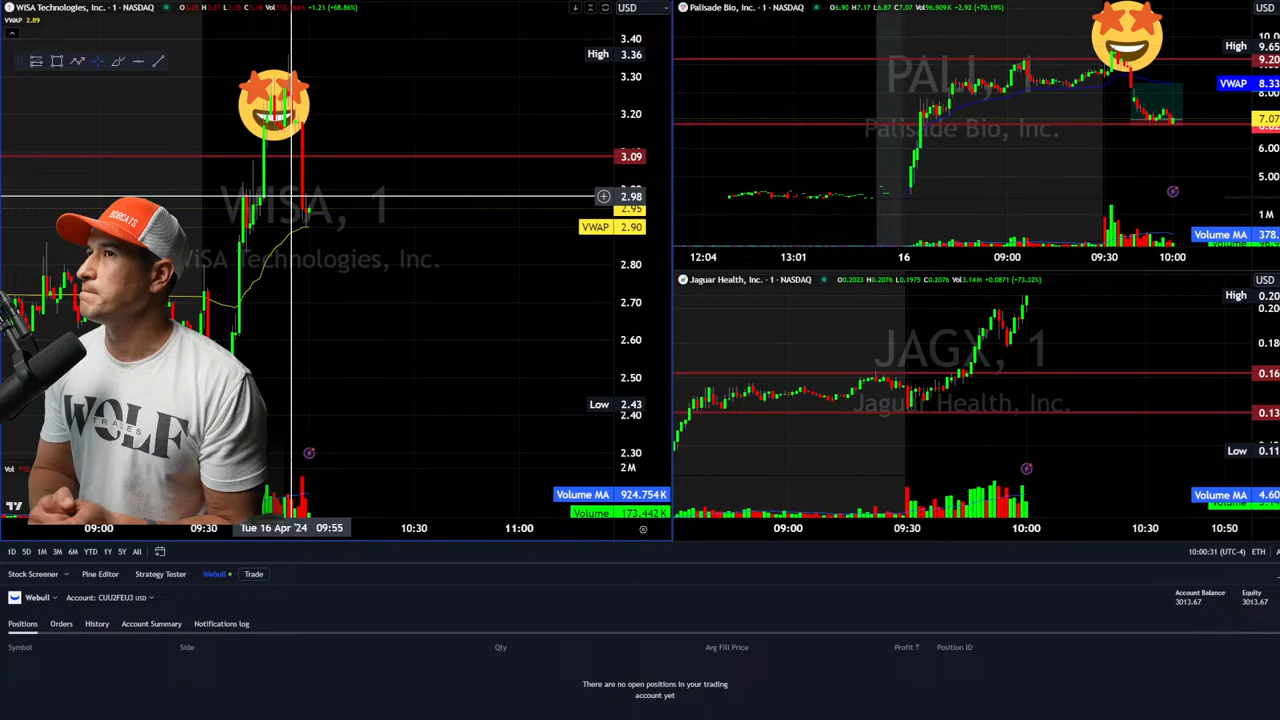 WISA Technologies, Inc. · 1 · NASDAQ
+1.21 (+68.86%)
USD
VWAP 2.89
3.40
High 3.36
3.30
3.20
3.09
2.98
2.95
VWAP 2.90
2.80
2.70
2.60
2.50
Low 2.43
2.40
2.30
2M
WISA, 1
WiSA Technologies, Inc.
BOBCATS
WOLF
TRADES
Vol
Volume MA 924.754K
Volume 173.442K
09:00
09:30
Tue 16 Apr '24 09:55
10:30
11:00
Palisade Bio, Inc. · 1 · NASDAQ
O6.90 H7.17 L6.87 C7.07 Vol96.909K +2.92 (+70.19%)
USD
High 9.65
9.20
VWAP 8.33
8.00
7.07
6.00
5.00
1M
PALI, 1
Palisade Bio, Inc.
Volume MA 378.
12:04
13:01
16
09:00
09:30
10:00
Jaguar Health, Inc. · 1 · NASDAQ
O0.2023 H0.2076 L0.1975 C0.2076 Vol3.14M +0.0871 (+73.32%)
USD
High 0.20
0.20
0.18
0.16
0.13
Low 0.11
JAGX, 1
Jaguar Health, Inc.
Volume MA 4.60
09:00
09:30
10:00
10:30
10:50
1D 5D 1M 3M 6M YTD 1Y 5Y All
10:00:31 (UTC-4) ETH
Stock Screener Pine Editor Strategy Tester Webull Trade
Webull Account: CUU2FEU3 USD
Account Balance
3013.67
Equity
3013.67
Positions Orders History Account Summary Notifications log
Symbol Side Qty Avg Fill Price Profit ↑ Position ID
There are no open positions in your trading
account yet